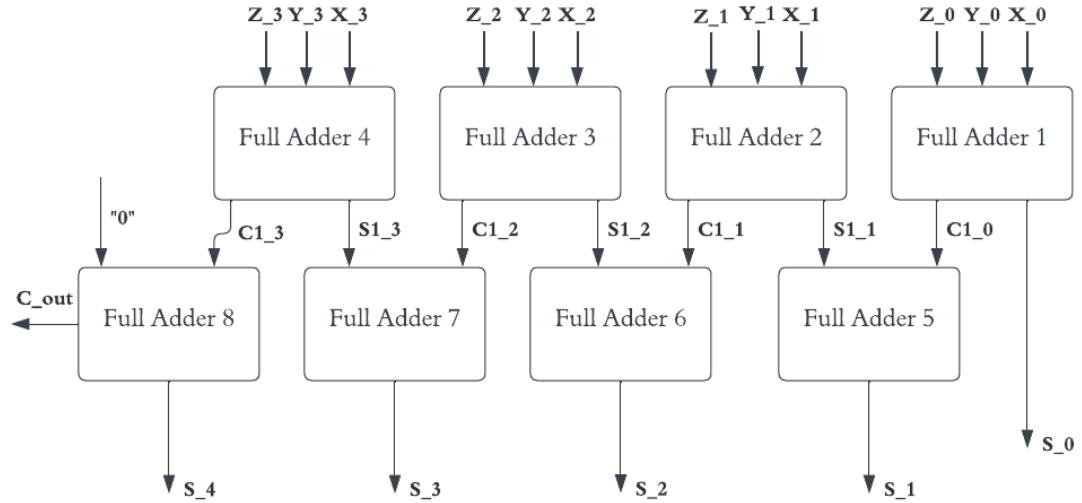 Z_3 Y_3 X_3 Z_2 Y_2 X_2 Z_1 Y_1 X_1 Z_0 Y_0 X_0
Full Adder 4 Full Adder 3 Full Adder 2 Full Adder 1
"0" C1_3 S1_3 C1_2 S1_2 C1_1 S1_1 C1_0
C_out Full Adder 8 Full Adder 7 Full Adder 6 Full Adder 5
S_0
S_4 S_3 S_2 S_1